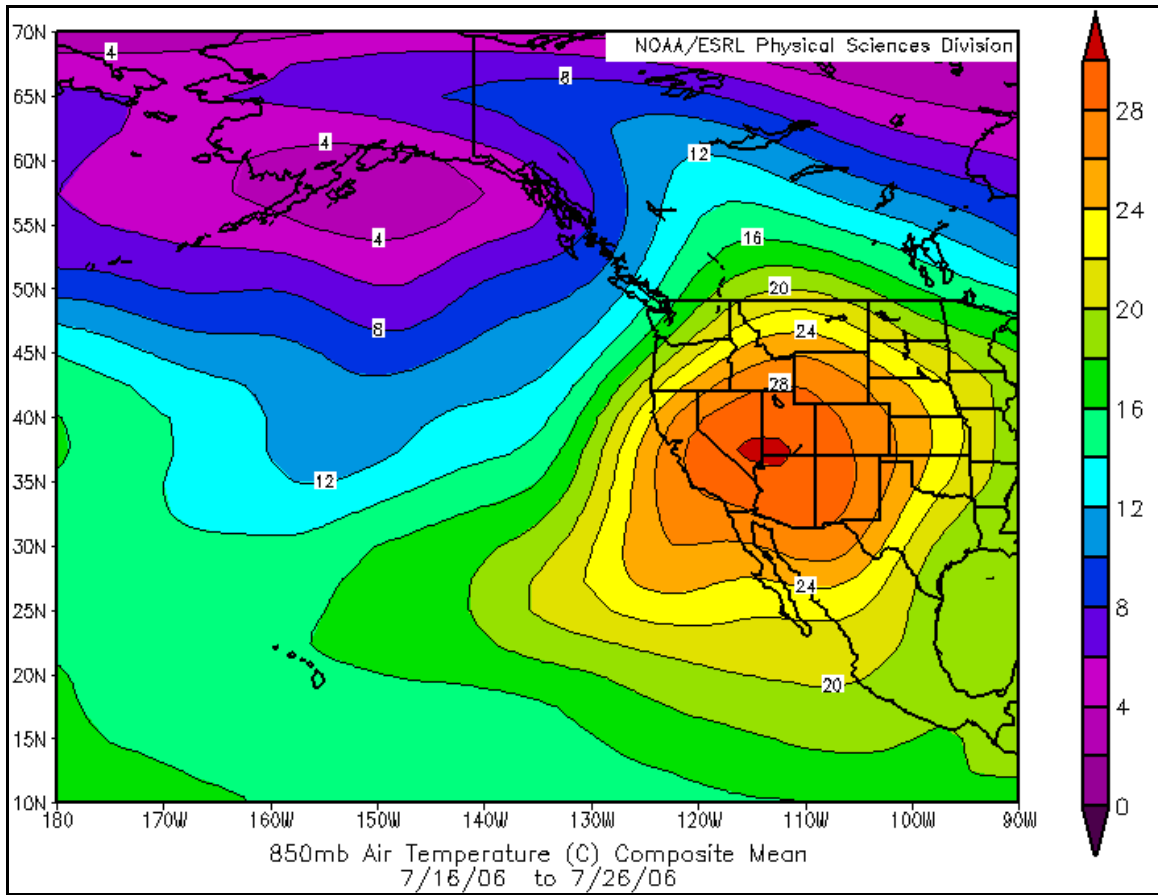 NOAA/ESRL Physical Sciences Division
70N
65N
60N
55N
50N
45N
40N
35N
30N
25N
20N
15N
10N
4
8
4
12
4
16
20
8
24
28
12
24
20
180
170W
160W
150W
140W
130W
120W
110W
100W
90W
28
24
20
16
12
8
4
0
850mb Air Temperature (C) Composite Mean
7/16/06 to 7/26/06